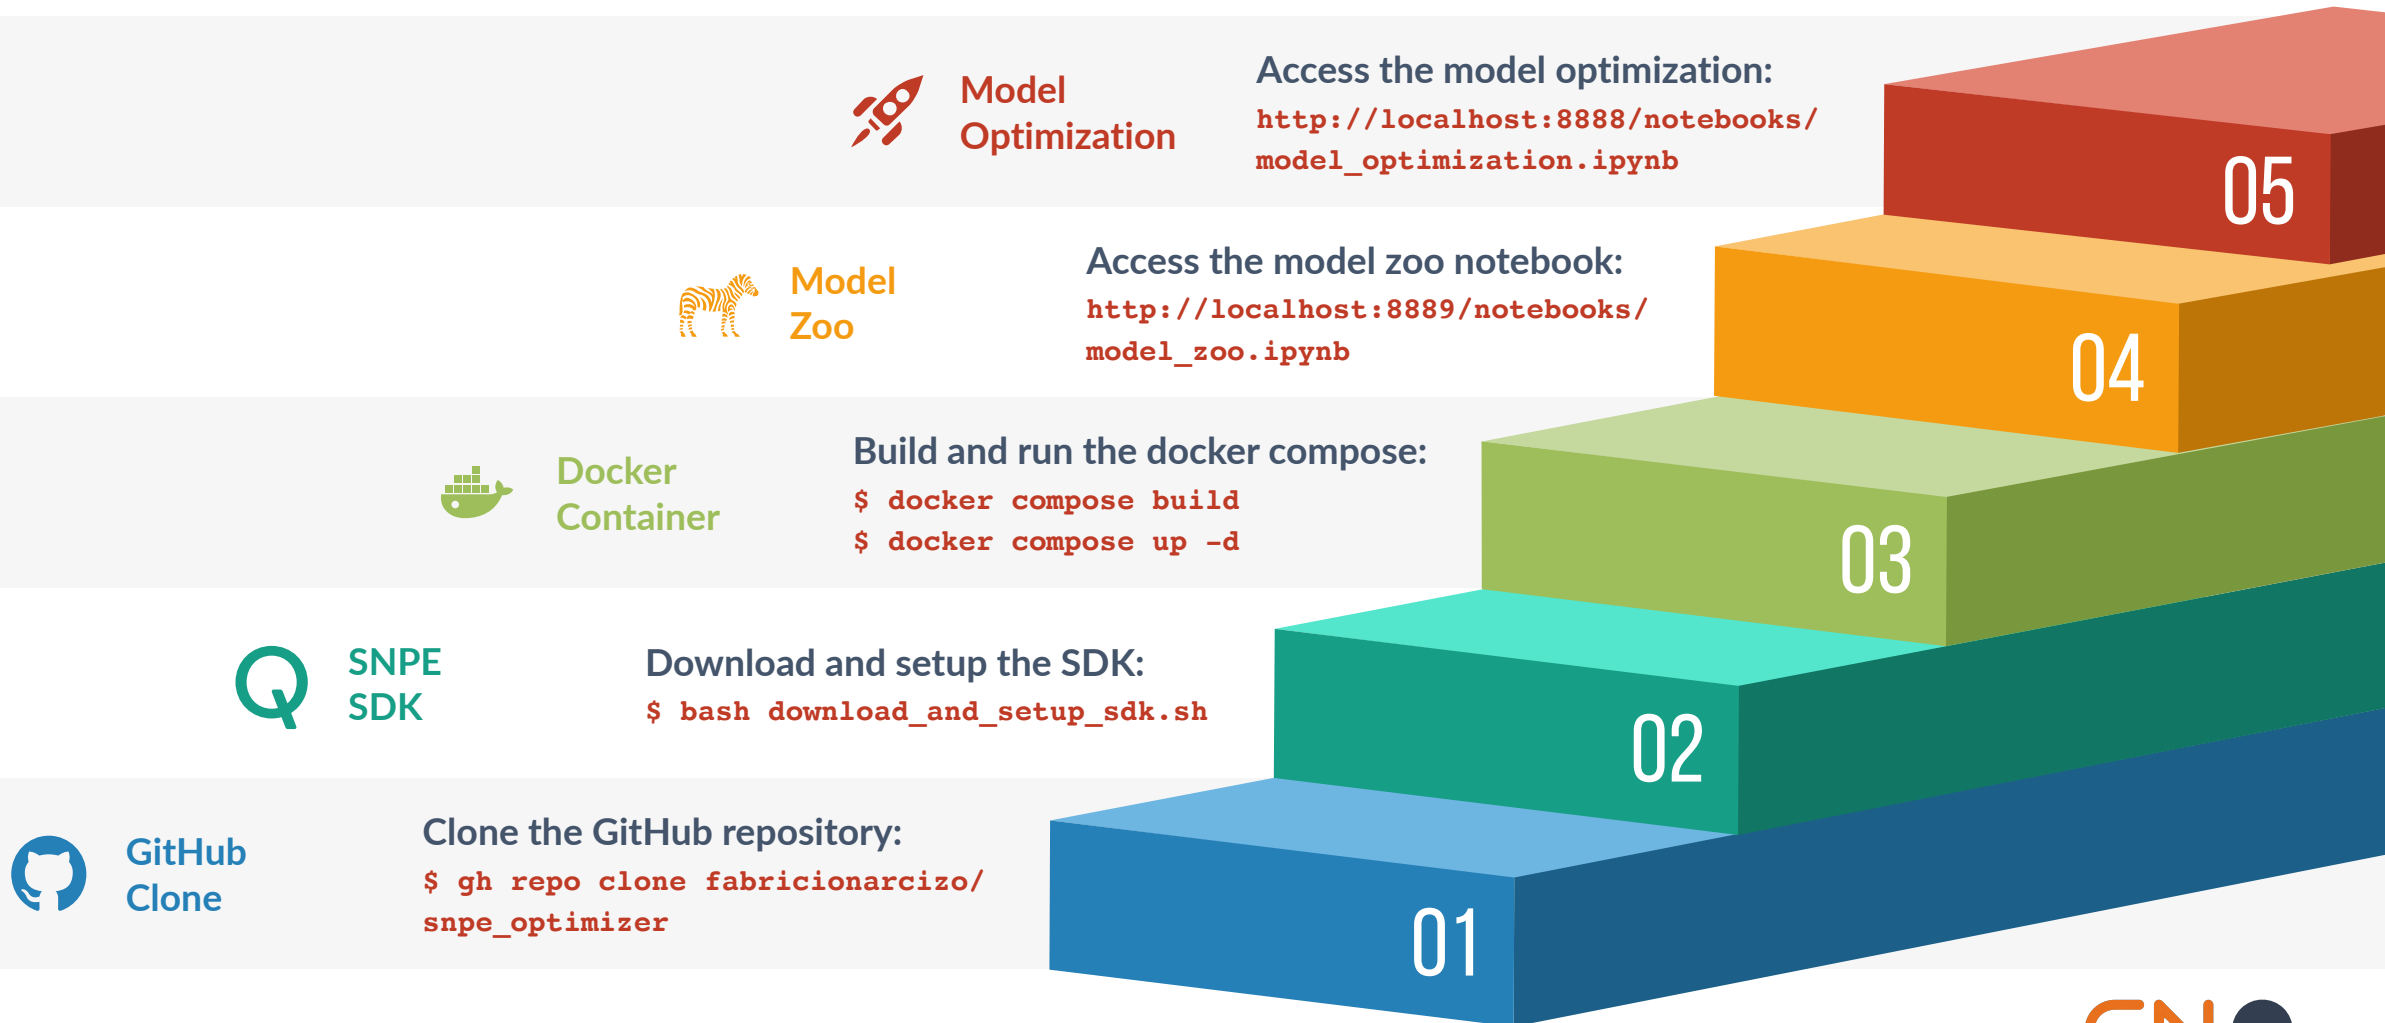 Model
Optimization
Access the model optimization:
http://localhost:8888/notebooks/
model_optimization.ipynb
05
Model
Zoo
Access the model zoo notebook:
http://localhost:8889/notebooks/
model_zoo.ipynb
04
Docker
Container
Build and run the docker compose:
$ docker compose build
$ docker compose up -d
03
SNPE
SDK
Download and setup the SDK:
$ bash download_and_setup_sdk.sh
02
GitHub
Clone
Clone the GitHub repository:
$ gh repo clone fabricionarcizo/
snpe_optimizer
01